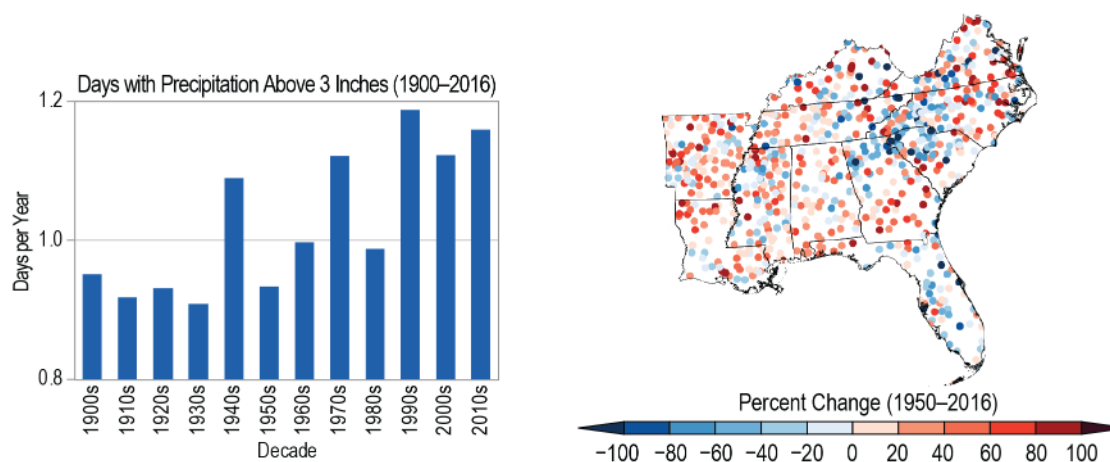 Days with Precipitation Above 3 Inches (1900–2016)
1.2
1.0
0.8
Days per Year
1900s
1910s
1920s
1930s
1940s
1950s
1960s
1970s
1980s
1990s
2000s
2010s
Decade
Percent Change (1950–2016)
−100 −80 −60 −40 −20 0 20 40 60 80 100